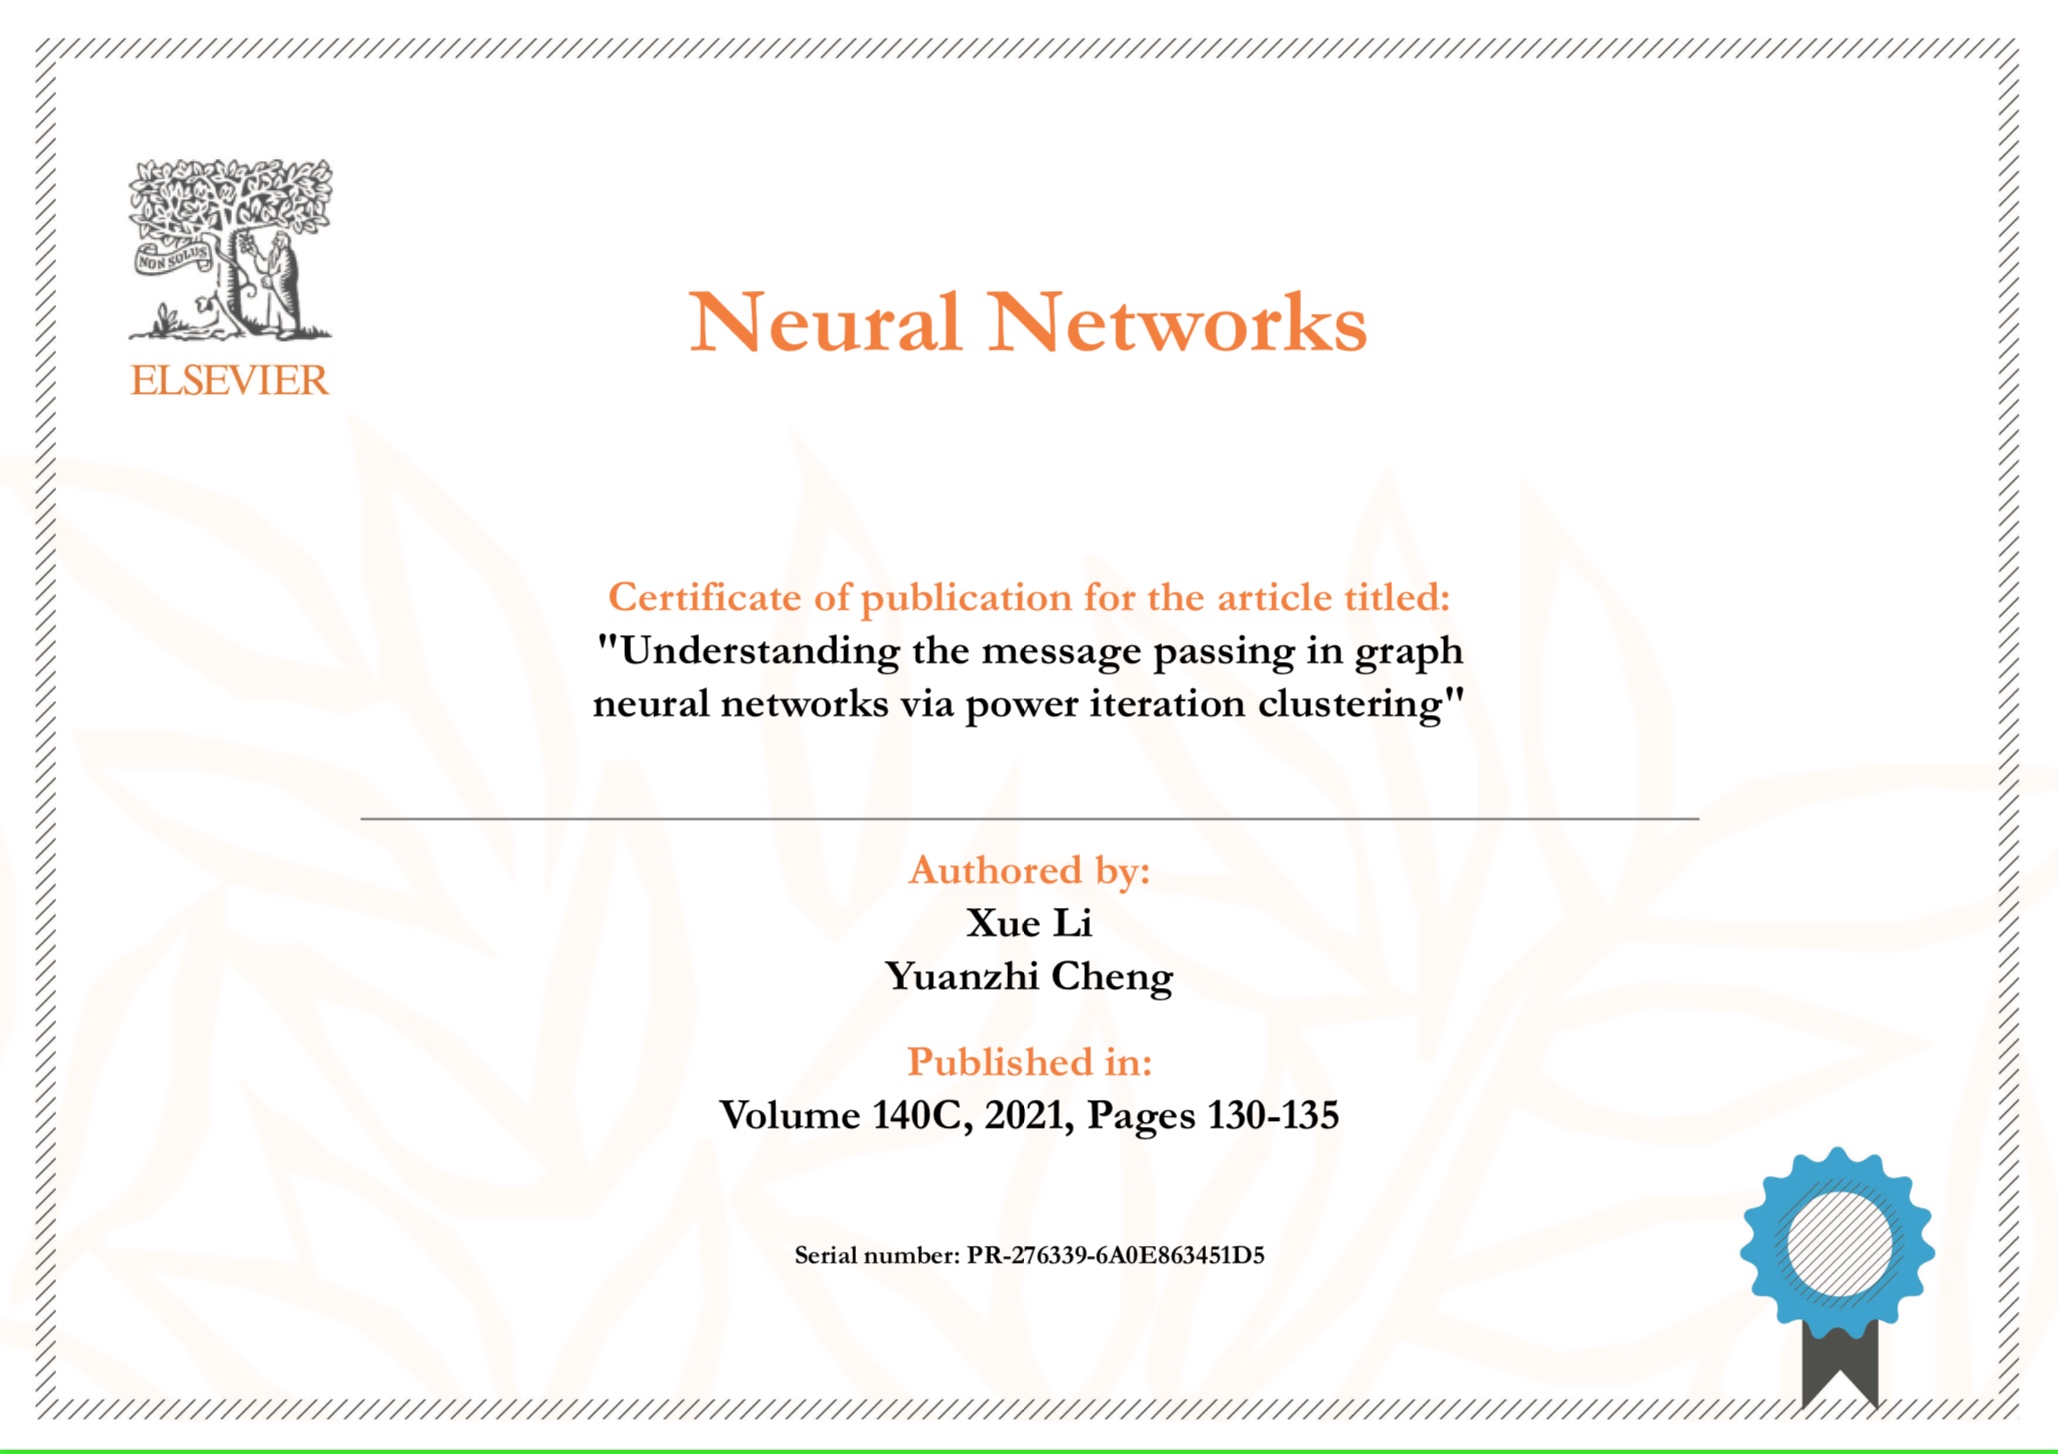 NON SOLUS
ELSEVIER
Neural Networks
Certificate of publication for the article titled:
"Understanding the message passing in graph
neural networks via power iteration clustering"
Authored by:
Xue Li
Yuanzhi Cheng
Published in:
Volume 140C, 2021, Pages 130-135
Serial number: PR-276339-6A0E863451D5